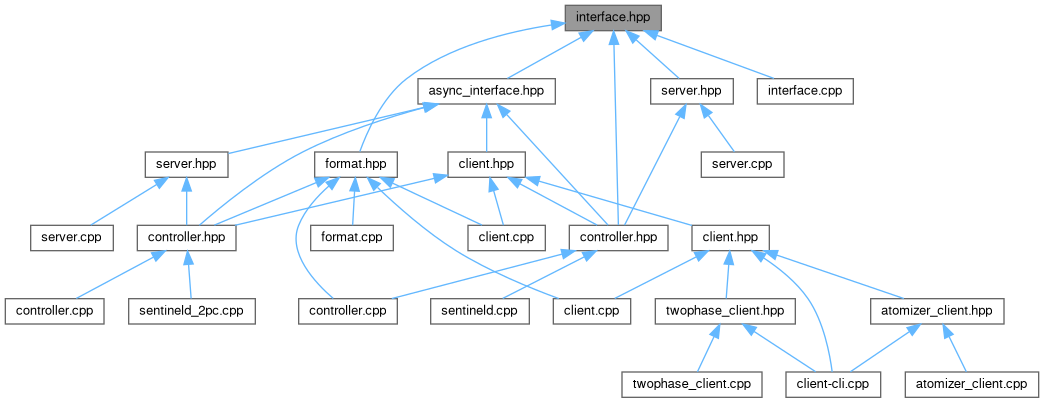 interface.hpp
async_interface.hpp
server.hpp
interface.cpp
server.hpp
format.hpp
client.hpp
server.cpp
server.cpp
controller.hpp
format.cpp
client.cpp
controller.hpp
client.hpp
controller.cpp
sentineld_2pc.cpp
controller.cpp
sentineld.cpp
client.cpp
twophase_client.hpp
atomizer_client.hpp
twophase_client.cpp
client-cli.cpp
atomizer_client.cpp